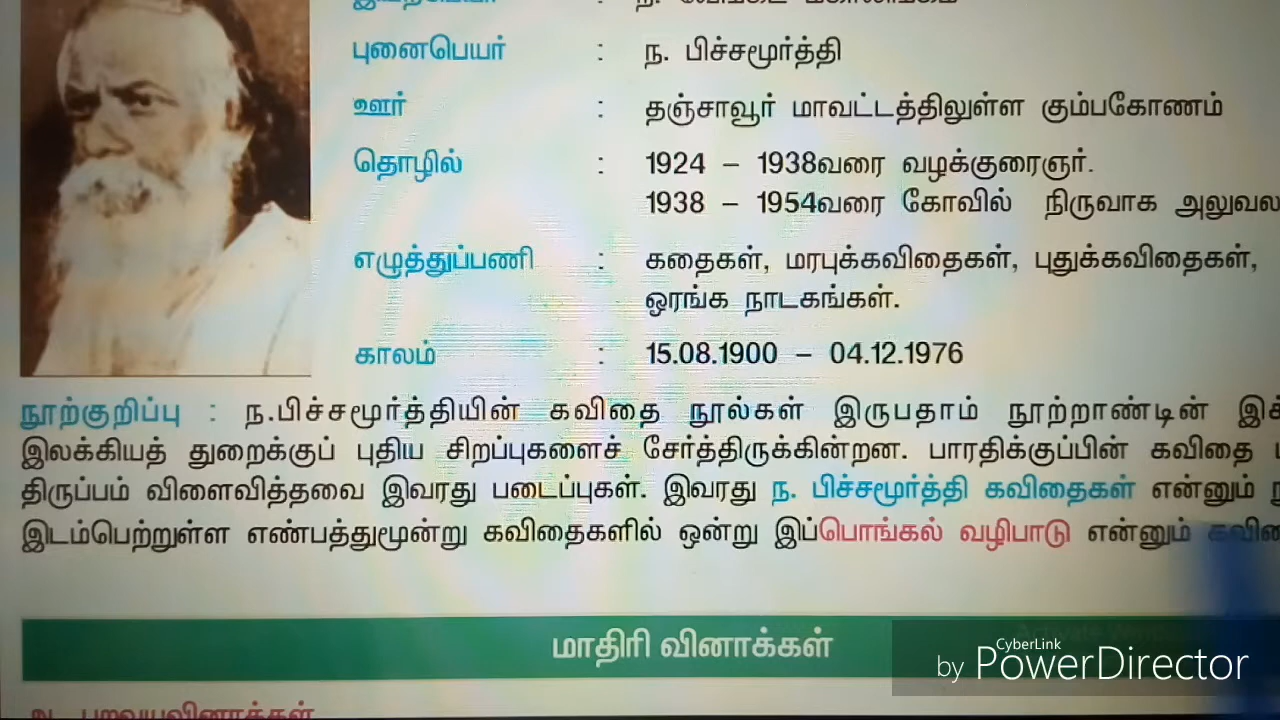 புனைபெயர் : ந. பிச்சமூர்த்தி
ஊர் : தஞ்சாவூர் மாவட்டத்திலுள்ள கும்பகோணம்
தொழில் : 1924 – 1938வரை வழக்குரைஞர்.
1938 – 1954வரை கோவில் நிருவாக
எழுத்துப்பணி : கதைகள், மரபுக்கவிதைகள், புதுக்கவிதைகள்,
ஓரங்க நாடகங்கள்.
காலம் : 15.08.1900 – 04.12.1976
நூற்குறிப்பு : ந.பிச்சமூர்த்தியின் கவிதை நூல்கள் இருபதாம் நூற்றாண்டின்
இலக்கியத் துறைக்குப் புதிய சிறப்புகளைச் சேர்த்திருக்கின்றன. பாரதிக்குப்பின் கவிதை
திருப்பம் விளைவித்தவை இவரது படைப்புகள். இவரது ந. பிச்சமூர்த்தி கவிதைகள் என்னும்
இடம்பெற்றுள்ள எண்பத்துமூன்று கவிதைகளில் ஒன்று இப்பொங்கல் வழிபாடு என்னும்
மாதிரி வினாக்கள்
CyberLink
by PowerDirector